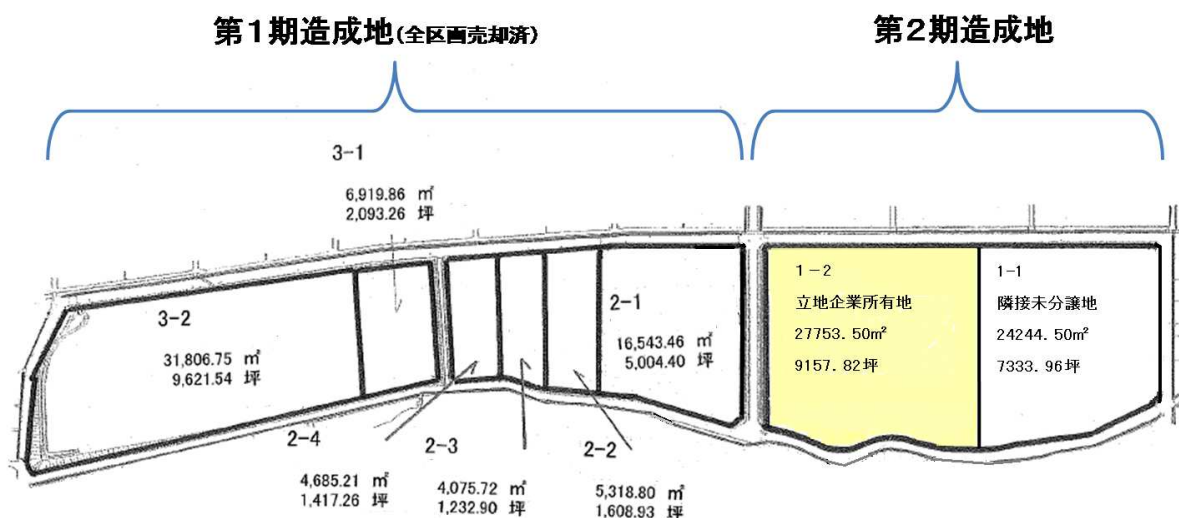 第1期造成地(全区画売却済)
第2期造成地
3-1
6,919.86 ㎡
2,093.26 坪
3-2
31,806.75 ㎡
9,621.54 坪
2-1
16,543.46 ㎡
5,004.40 坪
1-2
立地企業所有地
27753.50㎡
9157.82坪
1-1
隣接未分譲地
24244.50㎡
7333.96坪
2-4
4,685.21 ㎡
1,417.26 坪
2-3
4,075.72 ㎡
1,232.90 坪
2-2
5,318.80 ㎡
1,608.93 坪